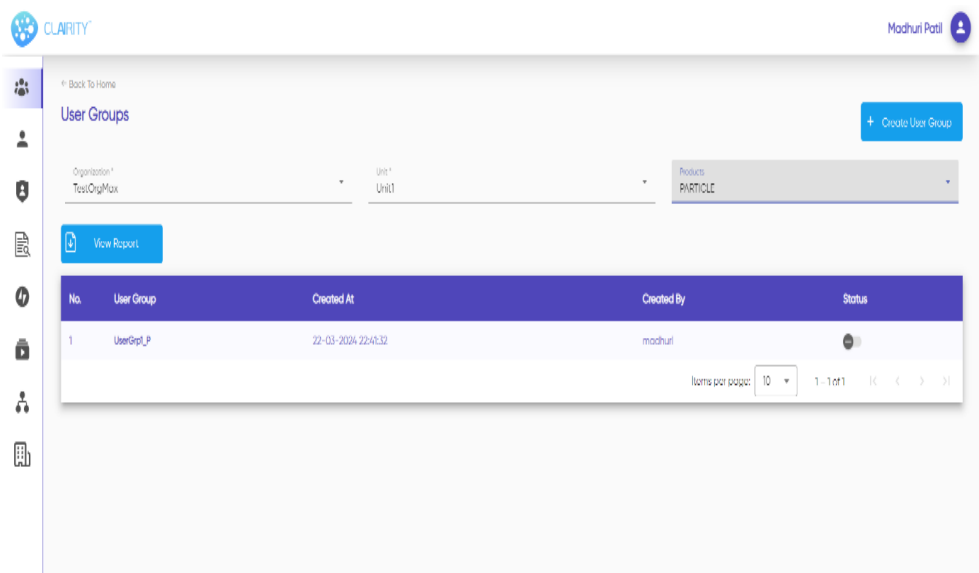 CLAIRITY™
Madhuri Patil
← Back To Home
User Groups
+ Create User Group
Organization *
TestOrgMax
Unit *
Unit1
Products
PARTICLE
View Report
No. User Group Created At Created By Status
1 UserGrp1_P 22-03-2024 22:41:32 madhuri
Items per page: 10 1 – 1 of 1